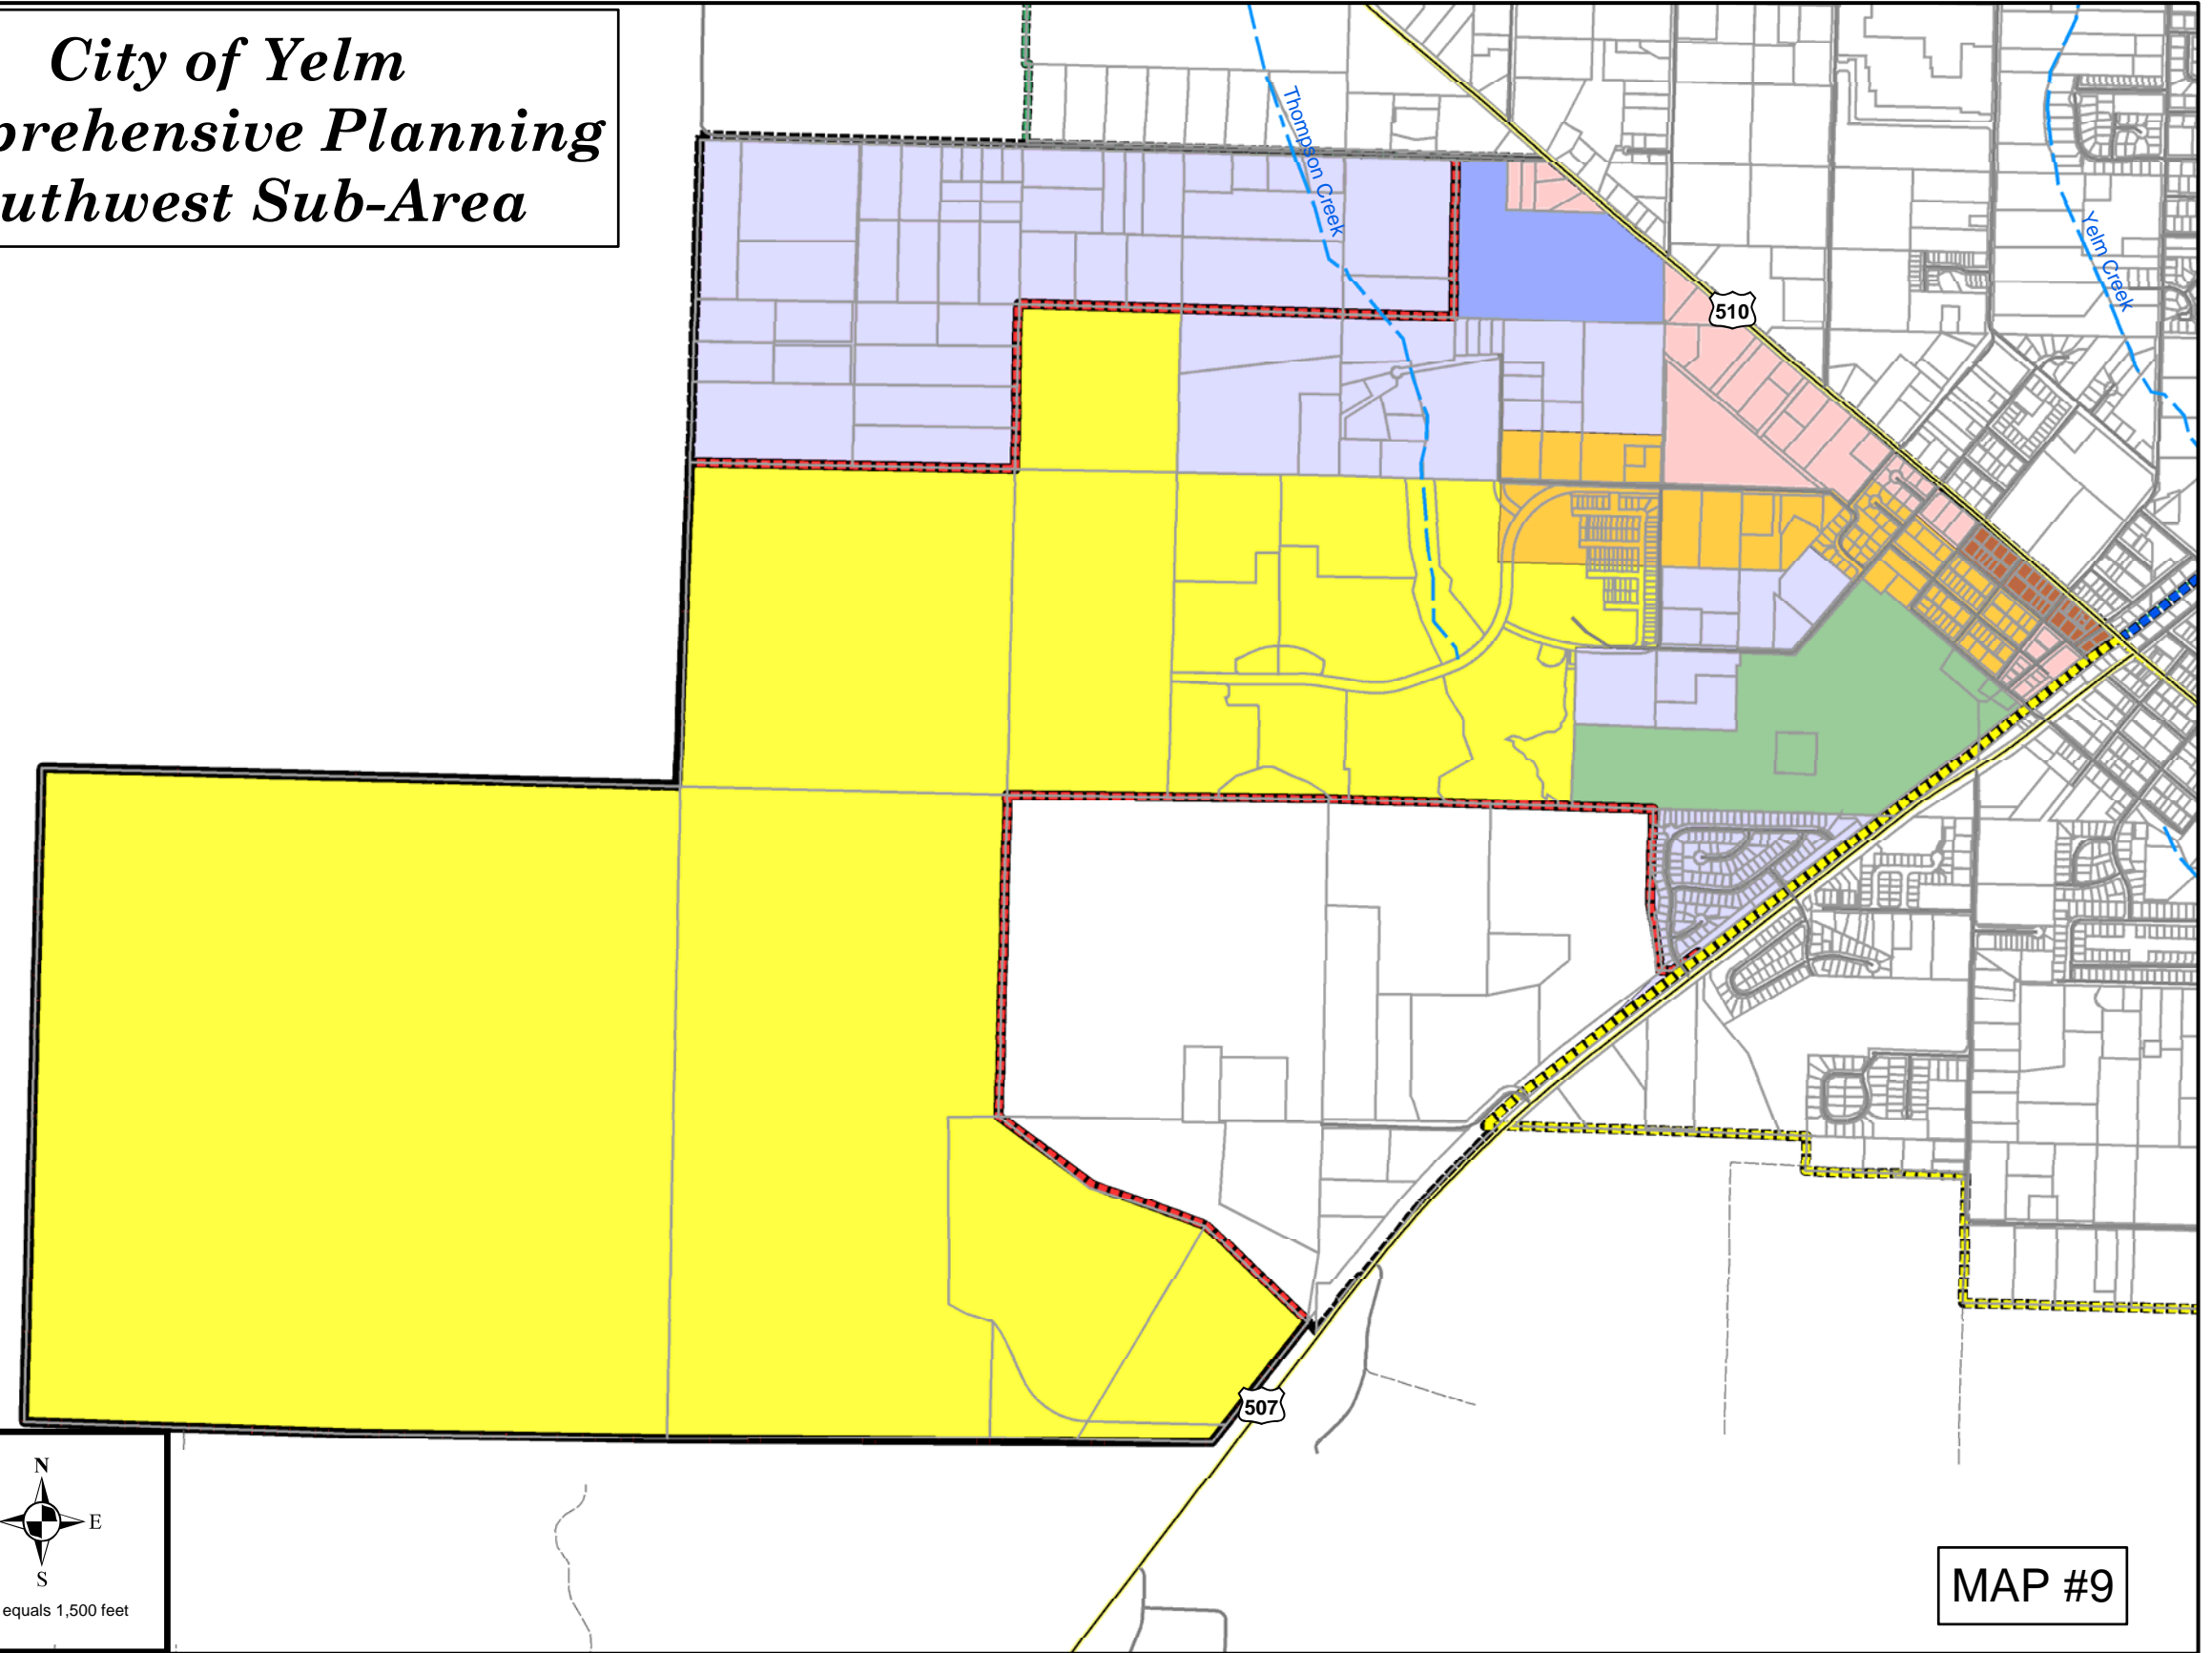 City of Yelm
prehensive Planning
uthwest Sub-Area
Thompson Creek
Yelm Creek
510
507
N
E
S
equals 1,500 feet
MAP #9